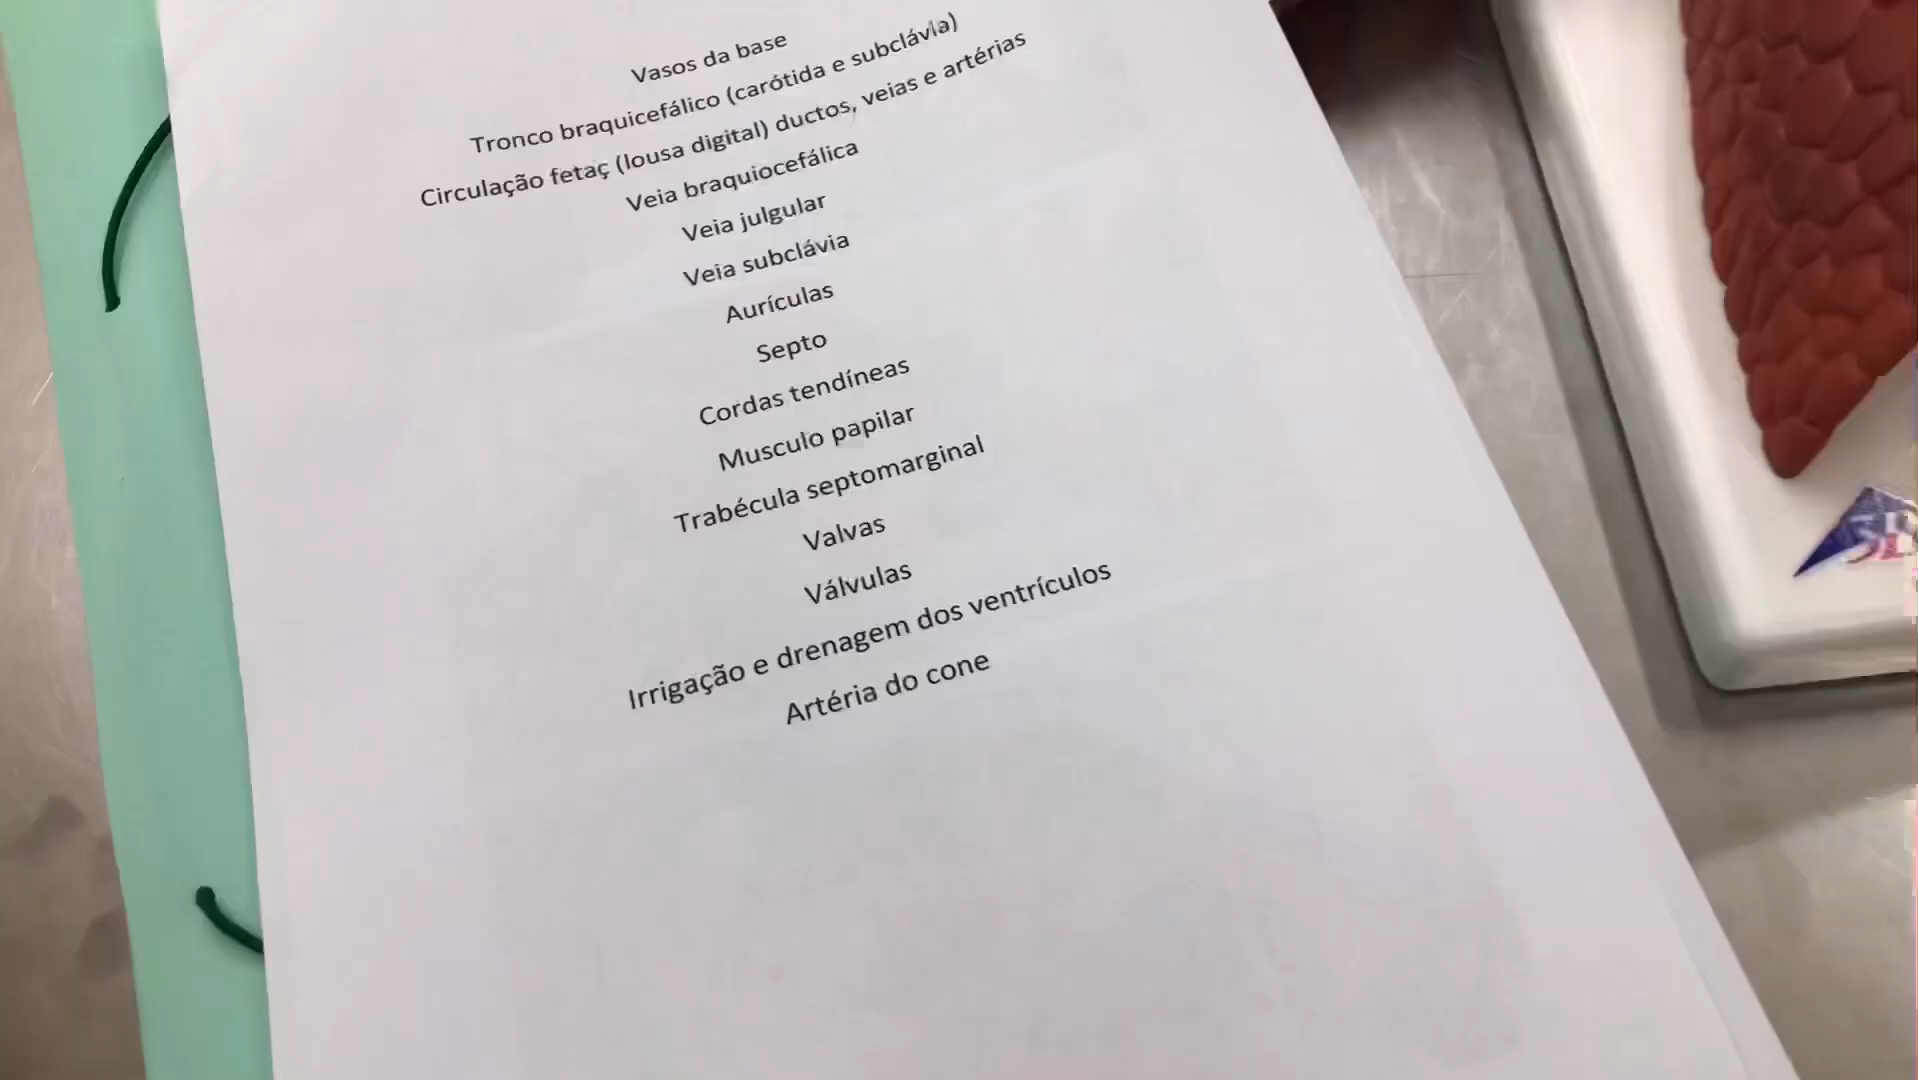 Vasos da base
Tronco braquicefálico (carótida e subclávia)
Circulação fetaç (lousa digital) ductos, veias e artérias
Veia braquiocefálica
Veia julgular
Veia subclávia
Aurículas
Septo
Cordas tendíneas
Musculo papilar
Trabécula septomarginal
Valvas
Válvulas
Irrigação e drenagem dos ventrículos
Artéria do cone